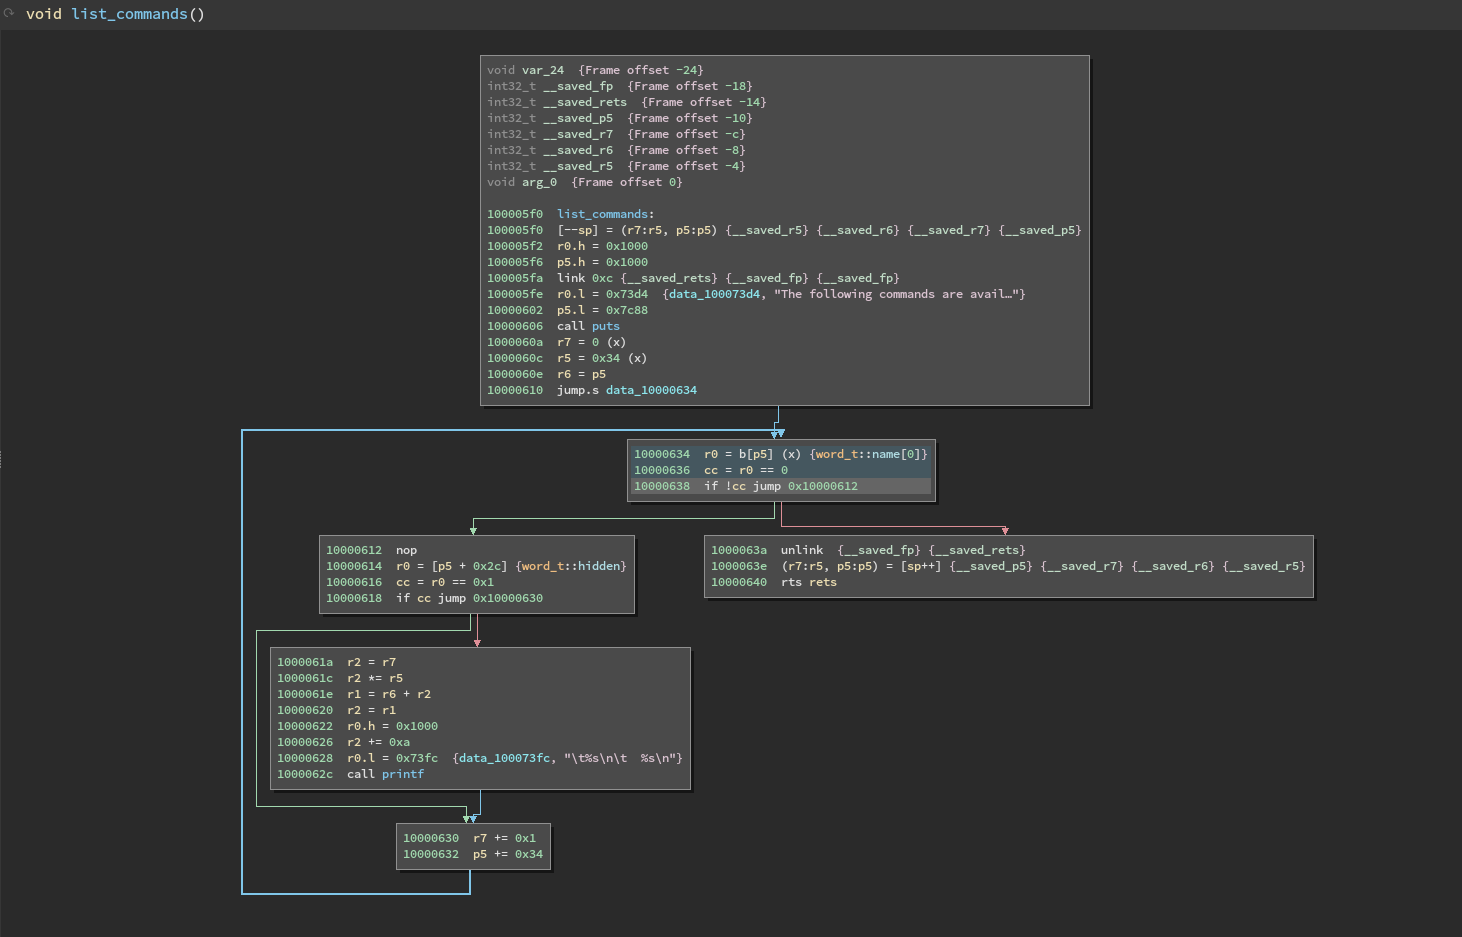 void list_commands()
void var_24  {Frame offset -24}
int32_t __saved_fp  {Frame offset -18}
int32_t __saved_rets  {Frame offset -14}
int32_t __saved_p5  {Frame offset -10}
int32_t __saved_r7  {Frame offset -c}
int32_t __saved_r6  {Frame offset -8}
int32_t __saved_r5  {Frame offset -4}
void arg_0  {Frame offset 0}
100005f0  list_commands:
100005f0  [--sp] = (r7:r5, p5:p5) {__saved_r5} {__saved_r6} {__saved_r7} {__saved_p5}
100005f2  r0.h = 0x1000
100005f6  p5.h = 0x1000
100005fa  link 0xc {__saved_rets} {__saved_fp} {__saved_fp}
100005fe  r0.l = 0x73d4  {data_100073d4, "The following commands are avail…"}
10000602  p5.l = 0x7c88
10000606  call puts
1000060a  r7 = 0 (x)
1000060c  r5 = 0x34 (x)
1000060e  r6 = p5
10000610  jump.s data_10000634
10000634  r0 = b[p5] (x) {word_t::name[0]}
10000636  cc = r0 == 0
10000638  if !cc jump 0x10000612
10000612  nop
10000614  r0 = [p5 + 0x2c] {word_t::hidden}
10000616  cc = r0 == 0x1
10000618  if cc jump 0x10000630
1000063a  unlink  {__saved_fp} {__saved_rets}
1000063e  (r7:r5, p5:p5) = [sp++] {__saved_p5} {__saved_r7} {__saved_r6} {__saved_r5}
10000640  rts rets
1000061a  r2 = r7
1000061c  r2 *= r5
1000061e  r1 = r6 + r2
10000620  r2 = r1
10000622  r0.h = 0x1000
10000626  r2 += 0xa
10000628  r0.l = 0x73fc  {data_100073fc, "\t%s\n\t  %s\n"}
1000062c  call printf
10000630  r7 += 0x1
10000632  p5 += 0x34